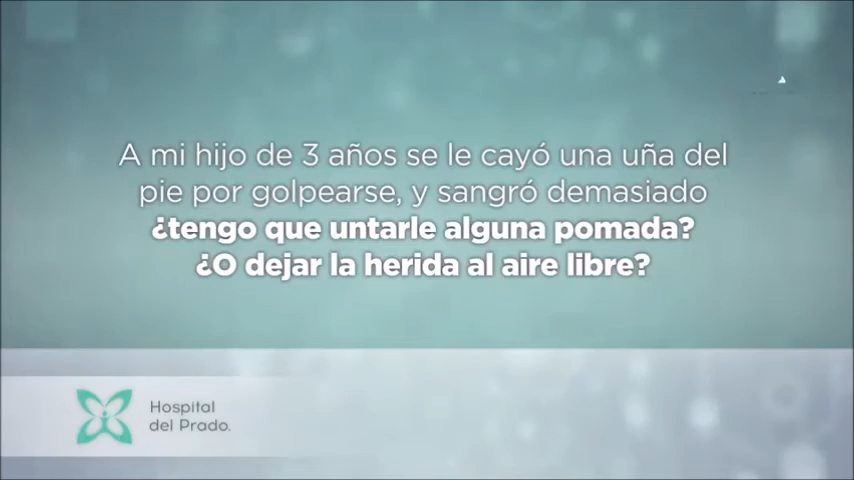 A mi hijo de 3 años se le cayó una uña del
pie por golpearse, y sangró demasiado
¿tengo que untarle alguna pomada?
¿O dejar la herida al aire libre?
Hospital
del Prado.